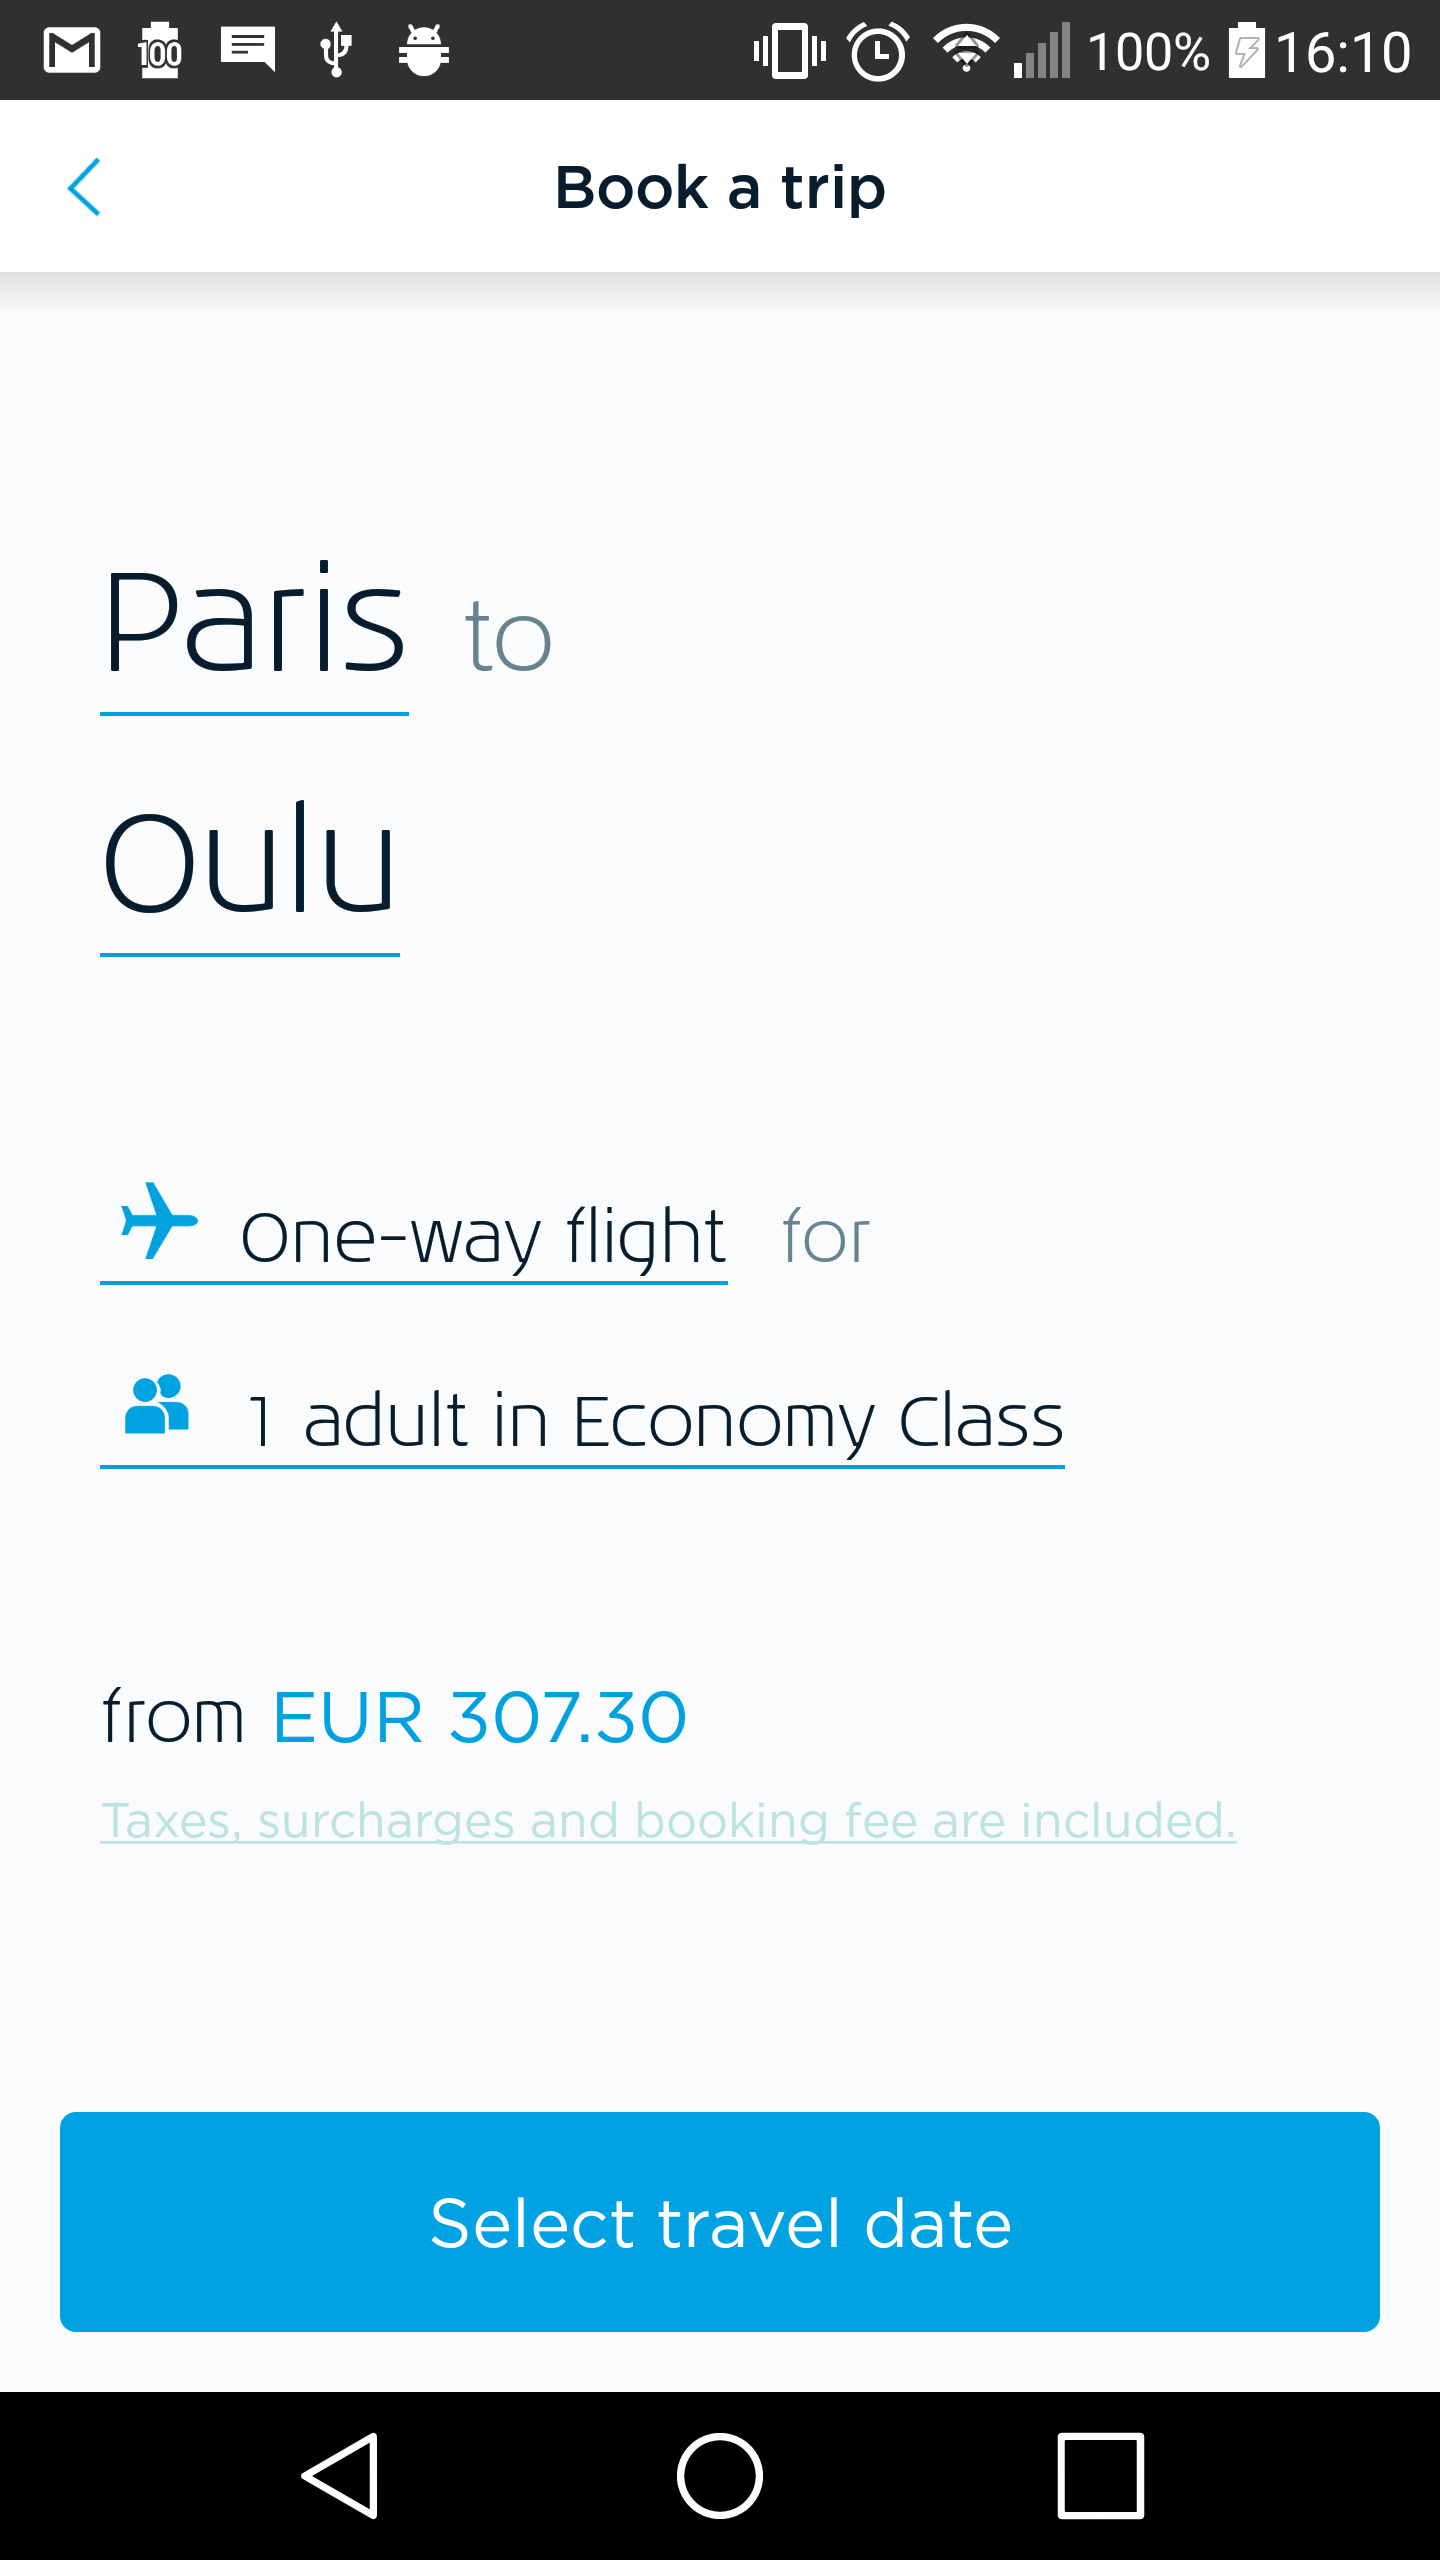 100 100% 16:10
Book a trip
Paris to
Oulu
One-way flight for
1 adult in Economy Class
from EUR 307.30
Taxes, surcharges and booking fee are included.
Select travel date